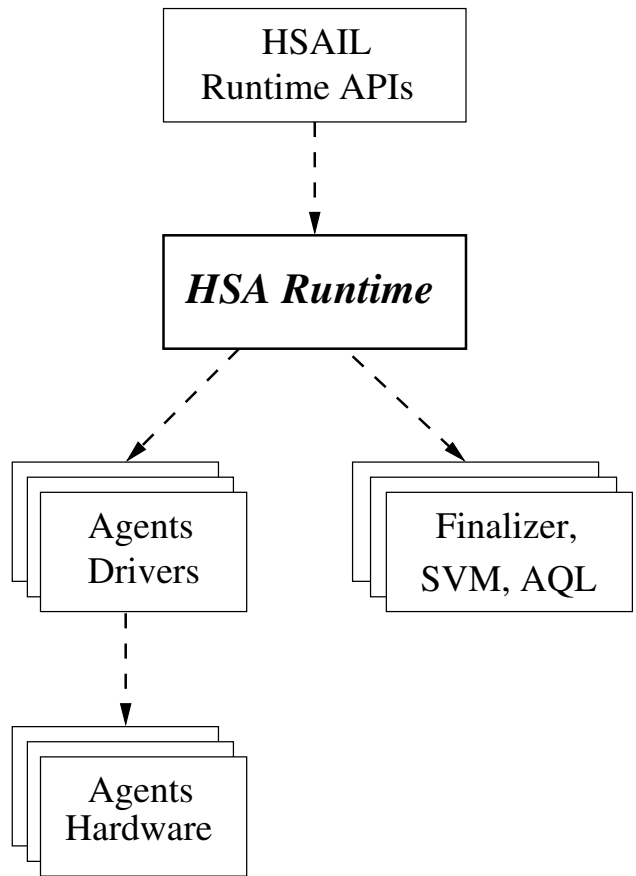 HSAIL
Runtime APIs
HSA Runtime
Agents
Drivers
Finalizer,
SVM, AQL
Agents
Hardware